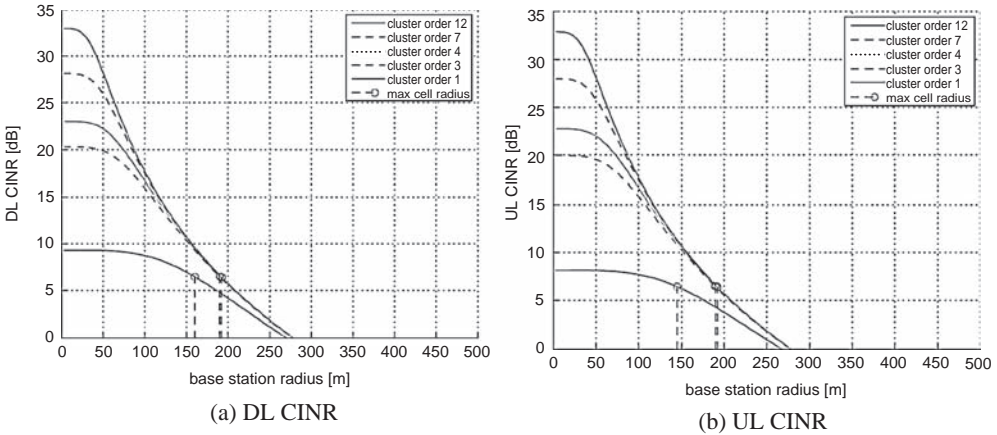 35
30
25
20
15
10
5
0
DL CINR [dB]
cluster order 12
cluster order 7
cluster order 4
cluster order 3
cluster order 1
max cell radius
0 50 100 150 200 250 300 350 400 450 500
base station radius [m]
(a) DL CINR
35
30
25
20
15
10
5
0
UL CINR [dB]
cluster order 12
cluster order 7
cluster order 4
cluster order 3
cluster order 1
max cell radius
0 50 100 150 200 250 300 350 400 450 500
base station radius [m]
(b) UL CINR